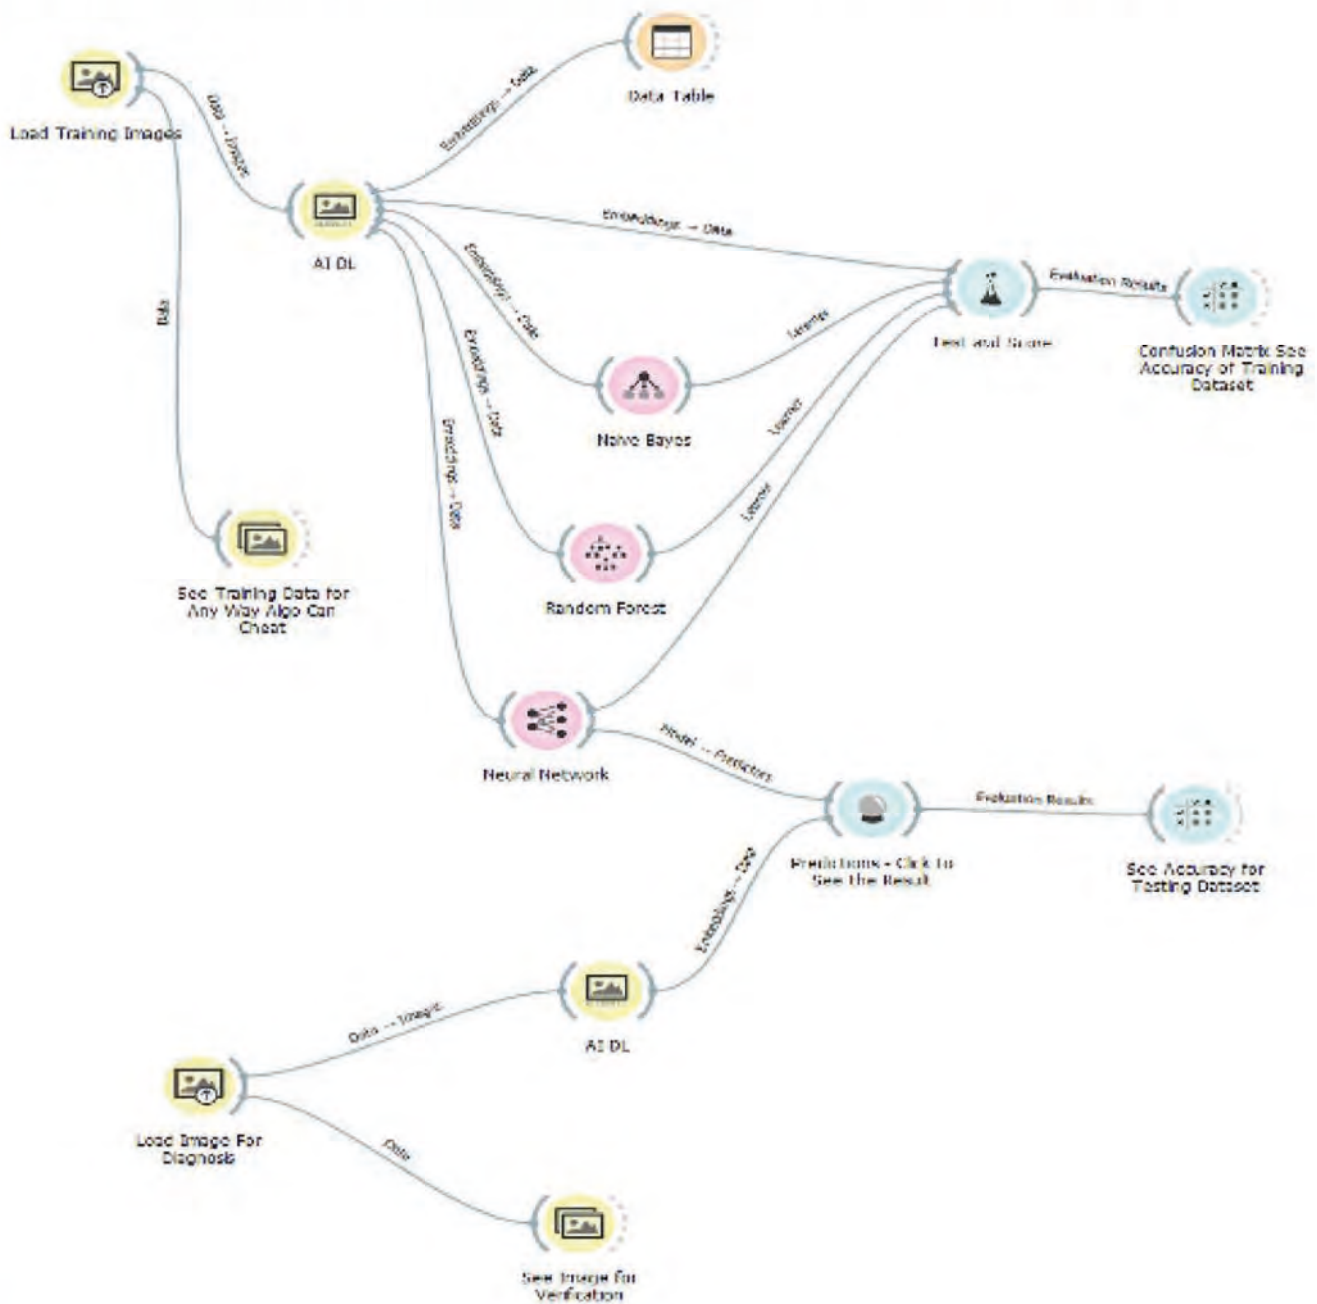 Data Table
Load Training Images
Data → Images
Embeddings → Data
AI DL
Embeddings → Data
Embeddings → Data
Embeddings → Data
Embeddings → Data
Data
Learner
Learner
Learner
Test and Score
Evaluation Results
Confusion Matrix See
Accuracy of Training
Dataset
Naive Bayes
Random Forest
See Training Data for
Any Way Algo Can
Cheat
Neural Network
Model → Predictors
Predictions - Click to
See the Result
Evaluation Results
See Accuracy for
Testing Dataset
Embeddings → Data
AI DL
Data → Images
Load Image For
Diagnosis
Data
See Image for
Verification